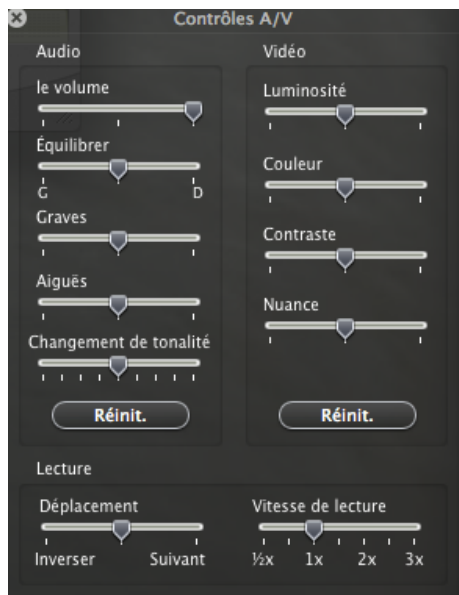 Contrôles A/V
Audio
le volume
Équilibrer
G D
Graves
Aiguës
Changement de tonalité
Réinit.
Vidéo
Luminosité
Couleur
Contraste
Nuance
Réinit.
Lecture
Déplacement
Inverser Suivant
Vitesse de lecture
½x 1x 2x 3x